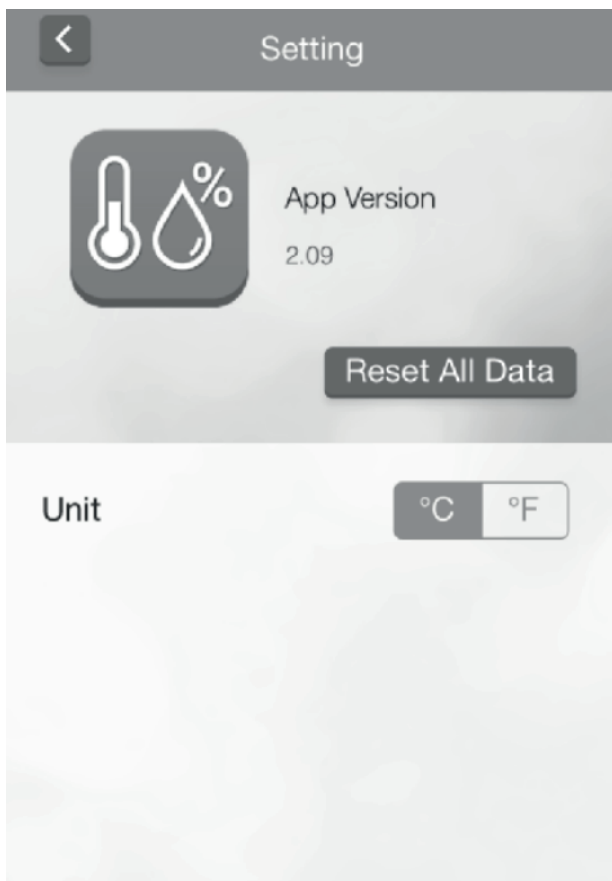 Setting
%
App Version
2.09
Reset All Data
Unit
°C
°F